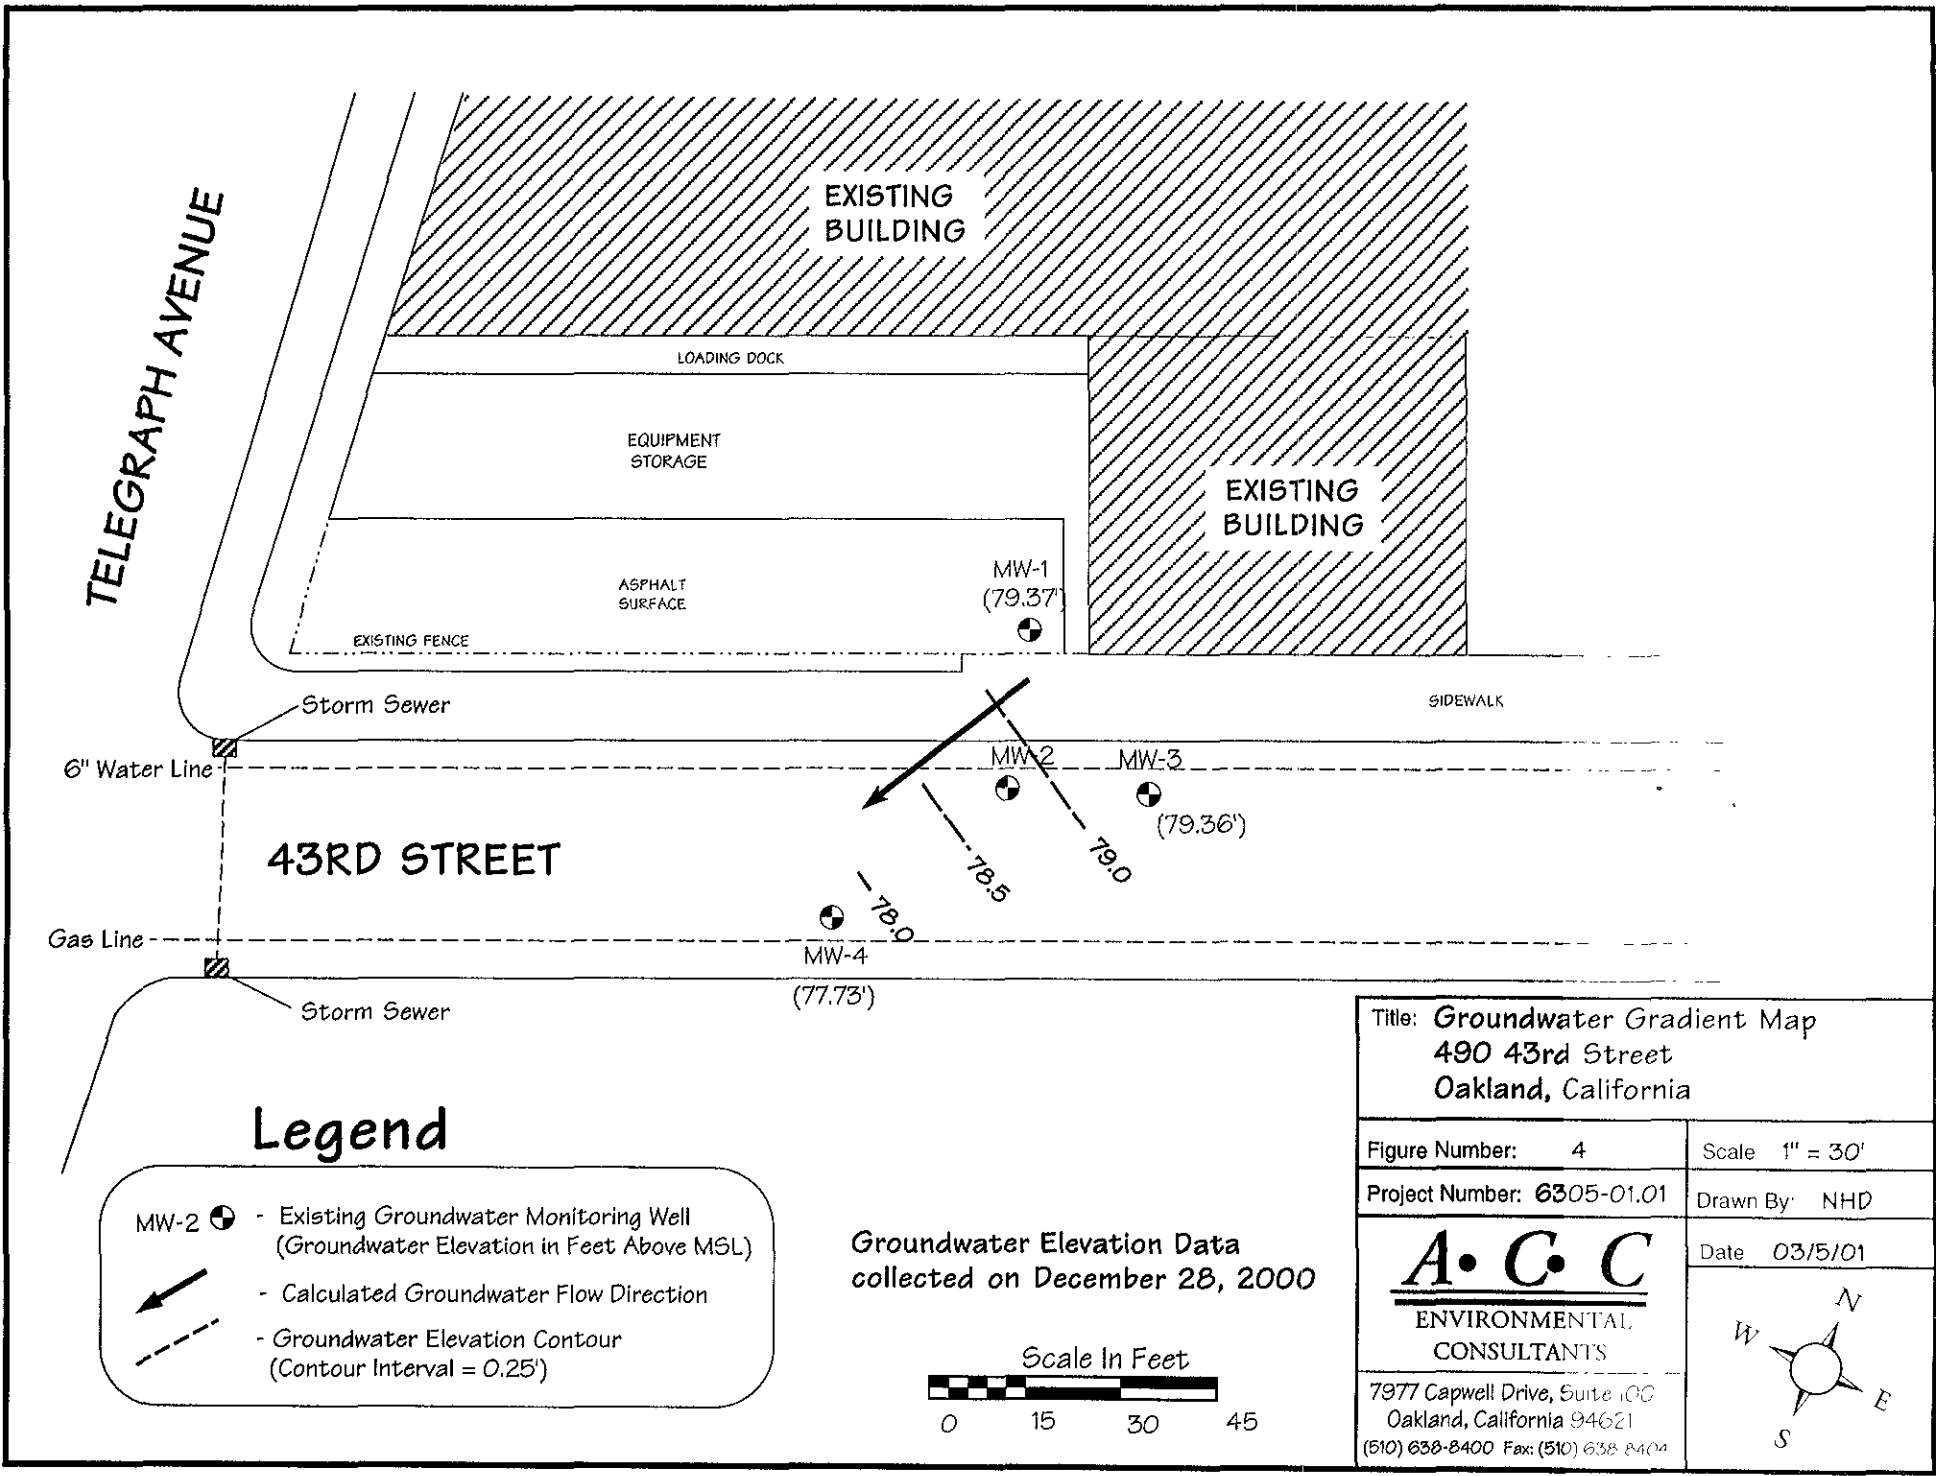 TELEGRAPH AVENUE
EXISTING
BUILDING
LOADING DOCK
EQUIPMENT
STORAGE
EXISTING
BUILDING
ASPHALT
SURFACE
MW-1
(79.37')
EXISTING FENCE
Storm Sewer
SIDEWALK
6" Water Line
MW-2
MW-3
(79.36')
43RD STREET
79.0
78.5
78.0
Gas Line
MW-4
(77.73')
Storm Sewer
Legend
MW-2 - Existing Groundwater Monitoring Well
(Groundwater Elevation in Feet Above MSL)
- Calculated Groundwater Flow Direction
- Groundwater Elevation Contour
(Contour Interval = 0.25')
Groundwater Elevation Data
collected on December 28, 2000
Scale In Feet
0 15 30 45
Title: Groundwater Gradient Map
490 43rd Street
Oakland, California
Figure Number: 4
Scale 1" = 30'
Project Number: 6305-01.01
Drawn By: NHD
Date 03/5/01
A•C•C
ENVIRONMENTAL
CONSULTANTS
7977 Capwell Drive, Suite 100
Oakland, California 94621
(510) 638-8400 Fax: (510) 638-8404
N
W
E
S